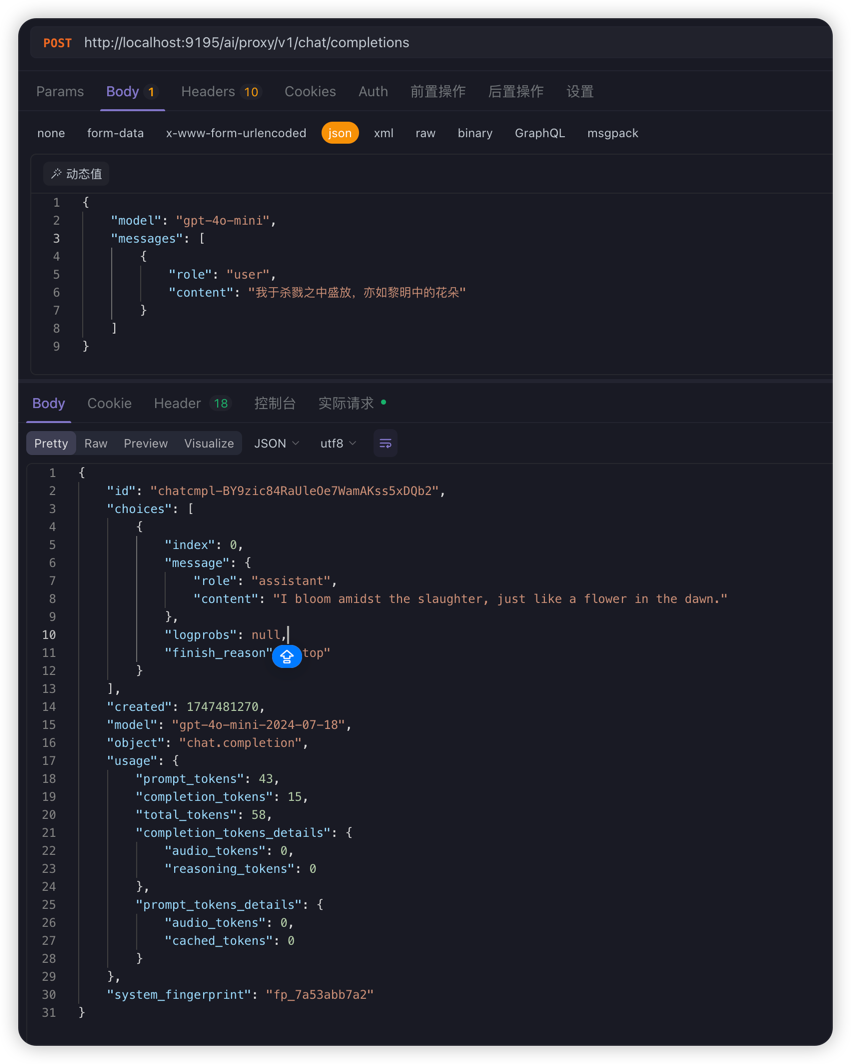 POST http://localhost:9195/ai/proxy/v1/chat/completions
Params Body 1 Headers 10 Cookies Auth 前置操作 后置操作 设置
none form-data x-www-form-urlencoded json xml raw binary GraphQL msgpack
动态值
1 {
2 "model": "gpt-4o-mini",
3 "messages": [
4 {
5 "role": "user",
6 "content": "我于杀戮之中盛放，亦如黎明中的花朵"
7 }
8 ]
9 }
Body Cookie Header 18 控制台 实际请求
Pretty Raw Preview Visualize JSON utf8
1 {
2 "id": "chatcmpl-BY9zic84RaUleOe7WamAKss5xDQb2",
3 "choices": [
4 {
5 "index": 0,
6 "message": {
7 "role": "assistant",
8 "content": "I bloom amidst the slaughter, just like a flower in the dawn."
9 },
10 "logprobs": null,
11 "finish_reason" top"
12 }
13 ],
14 "created": 1747481270,
15 "model": "gpt-4o-mini-2024-07-18",
16 "object": "chat.completion",
17 "usage": {
18 "prompt_tokens": 43,
19 "completion_tokens": 15,
20 "total_tokens": 58,
21 "completion_tokens_details": {
22 "audio_tokens": 0,
23 "reasoning_tokens": 0
24 },
25 "prompt_tokens_details": {
26 "audio_tokens": 0,
27 "cached_tokens": 0
28 }
29 },
30 "system_fingerprint": "fp_7a53abb7a2"
31 }